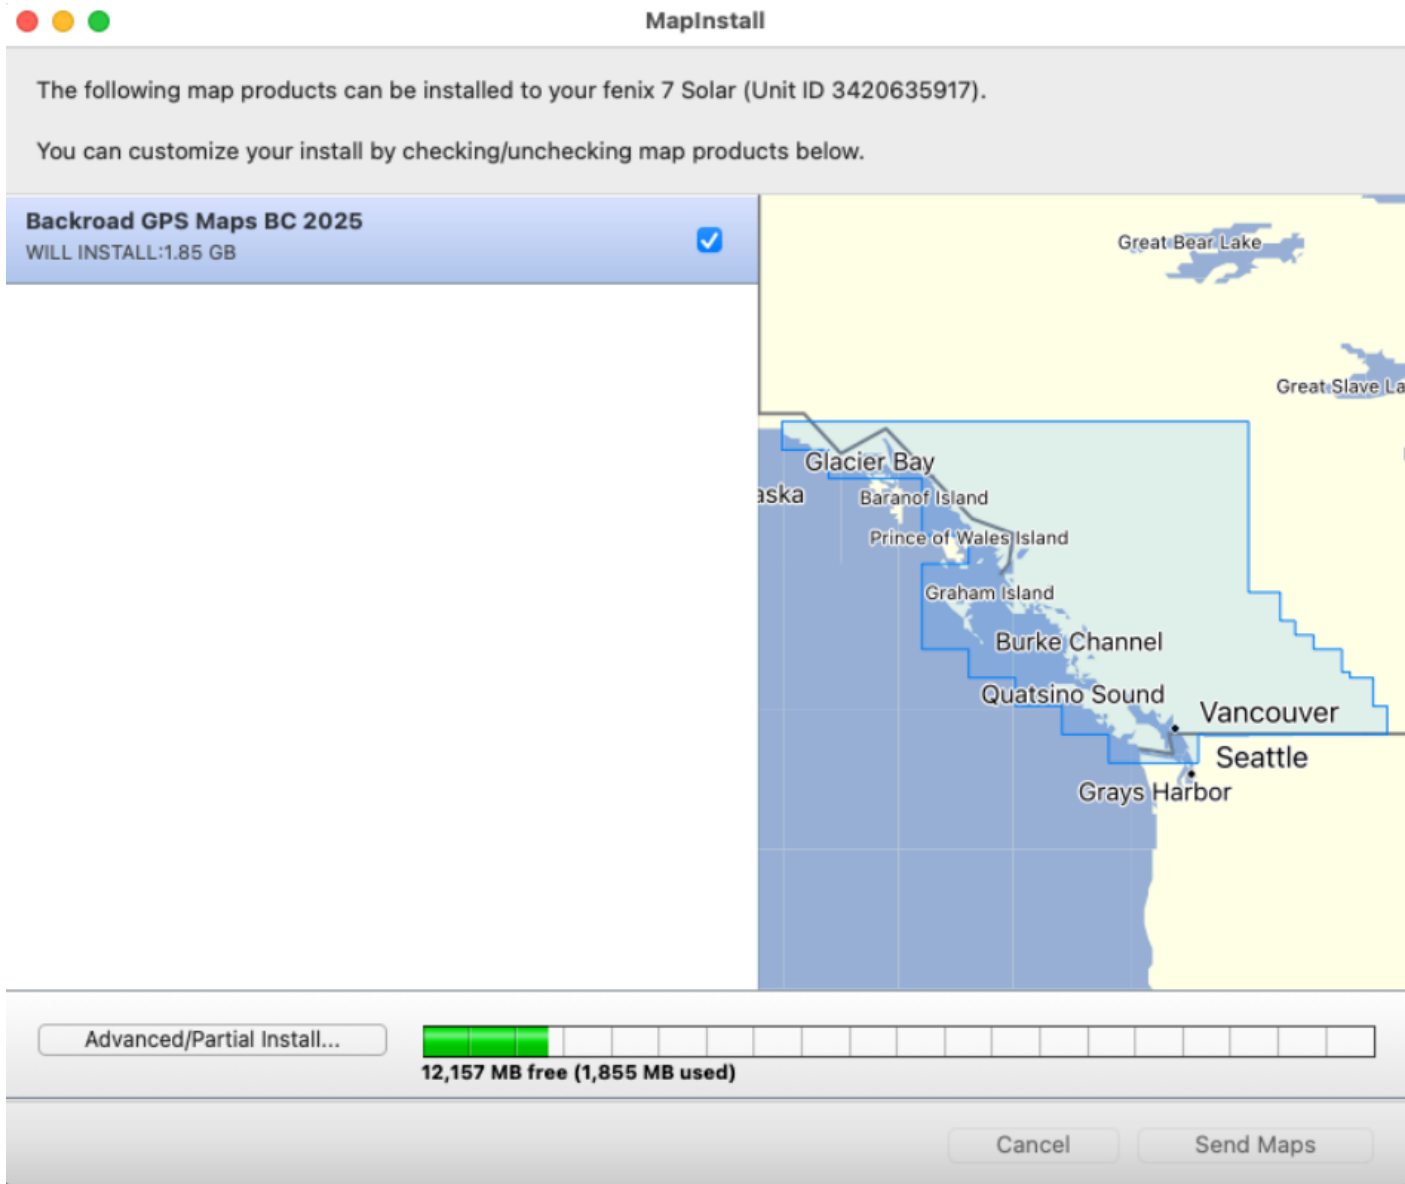 MapInstall
The following map products can be installed to your fenix 7 Solar (Unit ID 3420635917).
You can customize your install by checking/unchecking map products below.
Backroad GPS Maps BC 2025
WILL INSTALL:1.85 GB
Great Bear Lake
Great Slave La
Glacier Bay
aska
Baranof Island
Prince of Wales Island
Graham Island
Burke Channel
Quatsino Sound
Vancouver
Seattle
Grays Harbor
Advanced/Partial Install...
12,157 MB free (1,855 MB used)
Cancel
Send Maps